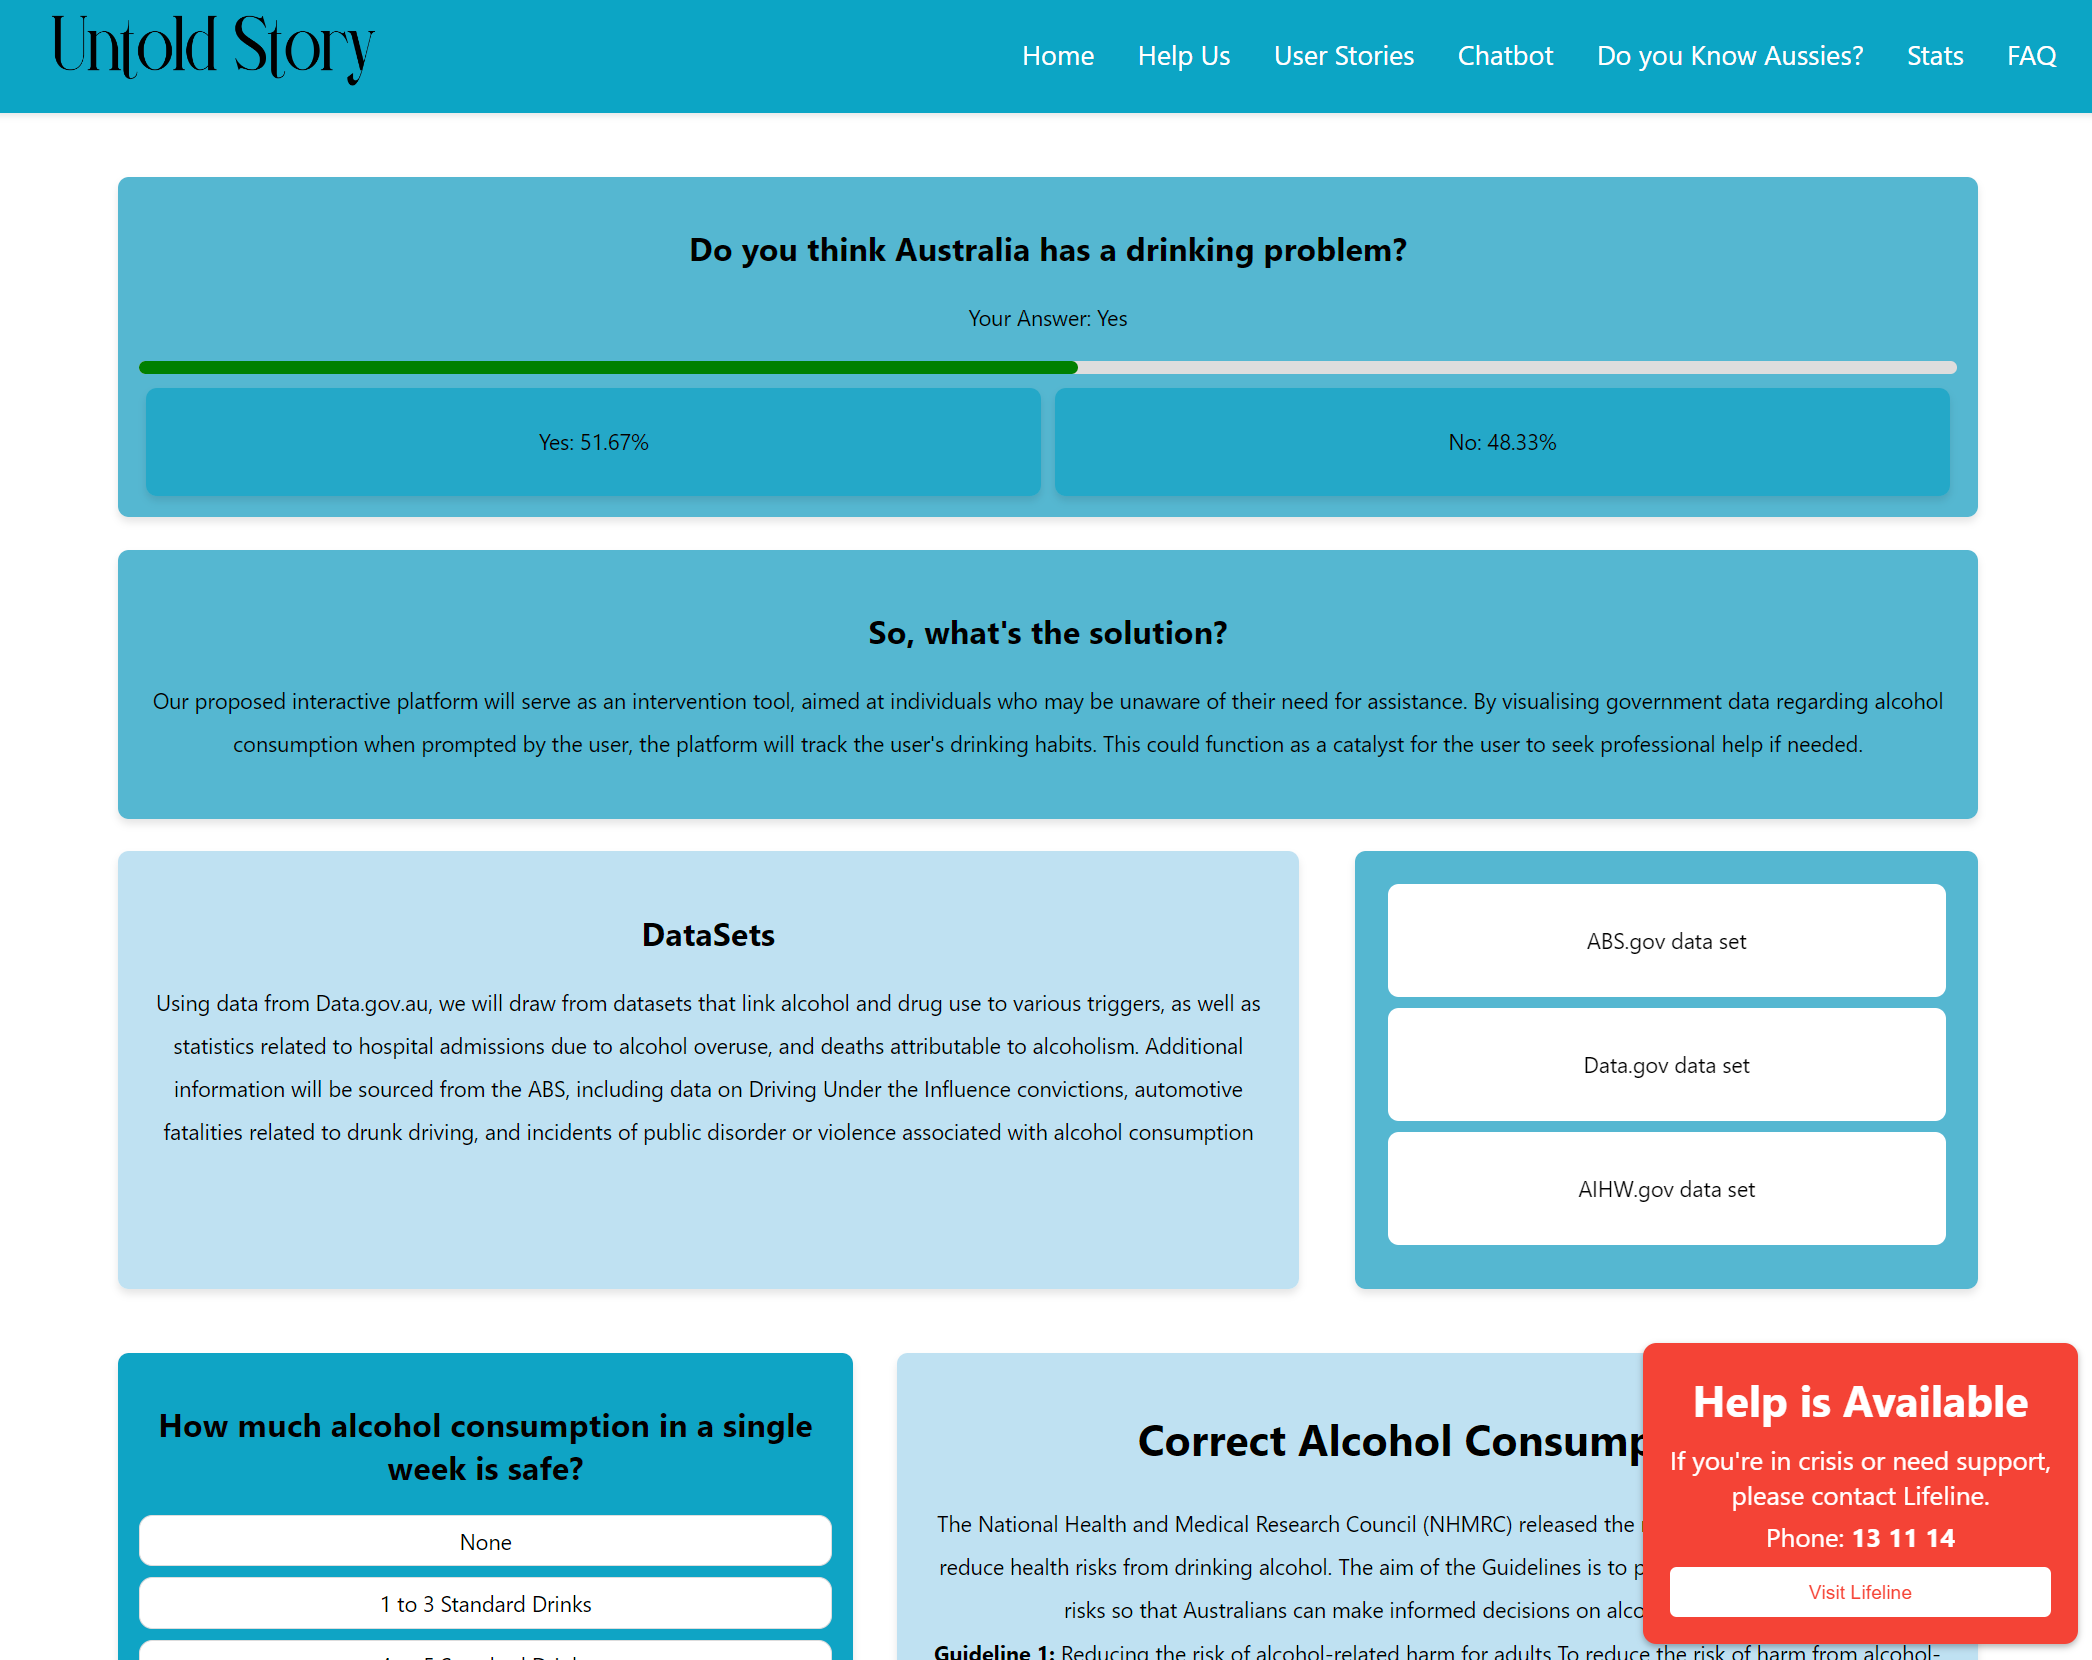 Untold Story
Home Help Us User Stories Chatbot Do you Know Aussies? Stats FAQ
Do you think Australia has a drinking problem?
Your Answer: Yes
Yes: 51.67%
No: 48.33%
So, what's the solution?
Our proposed interactive platform will serve as an intervention tool, aimed at individuals who may be unaware of their need for assistance. By visualising government data regarding alcohol
consumption when prompted by the user, the platform will track the user's drinking habits. This could function as a catalyst for the user to seek professional help if needed.
DataSets
Using data from Data.gov.au, we will draw from datasets that link alcohol and drug use to various triggers, as well as
statistics related to hospital admissions due to alcohol overuse, and deaths attributable to alcoholism. Additional
information will be sourced from the ABS, including data on Driving Under the Influence convictions, automotive
fatalities related to drunk driving, and incidents of public disorder or violence associated with alcohol consumption
ABS.gov data set
Data.gov data set
AIHW.gov data set
How much alcohol consumption in a single
week is safe?
None
1 to 3 Standard Drinks
Correct Alcohol
The National Health and Medical Research Council (NHMRC) released the
reduce health risks from drinking alcohol. The aim of the Guidelines is to
risks so that Australians can make informed decisions on
Guideline 1: Reducing the risk of alcohol-related harm for adults To reduce the risk of harm from alcohol-
Help is Available
If you're in crisis or need support,
please contact Lifeline.
Phone: 13 11 14
Visit Lifeline